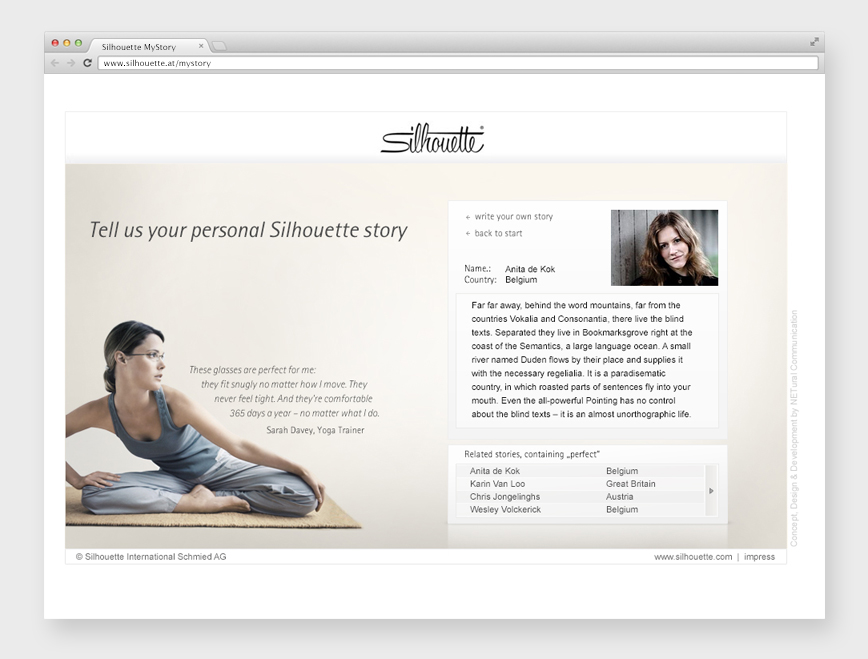 Silhouette MyStory
www.silhouette.at/mystory
Silhouette®
Tell us your personal Silhouette story
These glasses are perfect for me:
they fit snugly no matter how I move. They
never feel tight. And they're comfortable
365 days a year – no matter what I do.
Sarah Davey, Yoga Trainer
+ write your own story
+ back to start
Name.: Anita de Kok
Country: Belgium
Far far away, behind the word mountains, far from the
countries Vokalia and Consonantia, there live the blind
texts. Separated they live in Bookmarksgrove right at the
coast of the Semantics, a large language ocean. A small
river named Duden flows by their place and supplies it
with the necessary regelialia. It is a paradisematic
country, in which roasted parts of sentences fly into your
mouth. Even the all-powerful Pointing has no control
about the blind texts – it is an almost unorthographic life.
Related stories, containing „perfect"
Anita de Kok Belgium
Karin Van Loo Great Britain
Chris Jongelinghs Austria
Wesley Volckerick Belgium
© Silhouette International Schmied AG
www.silhouette.com | impress
Concept, Design & Development by NETural Communication